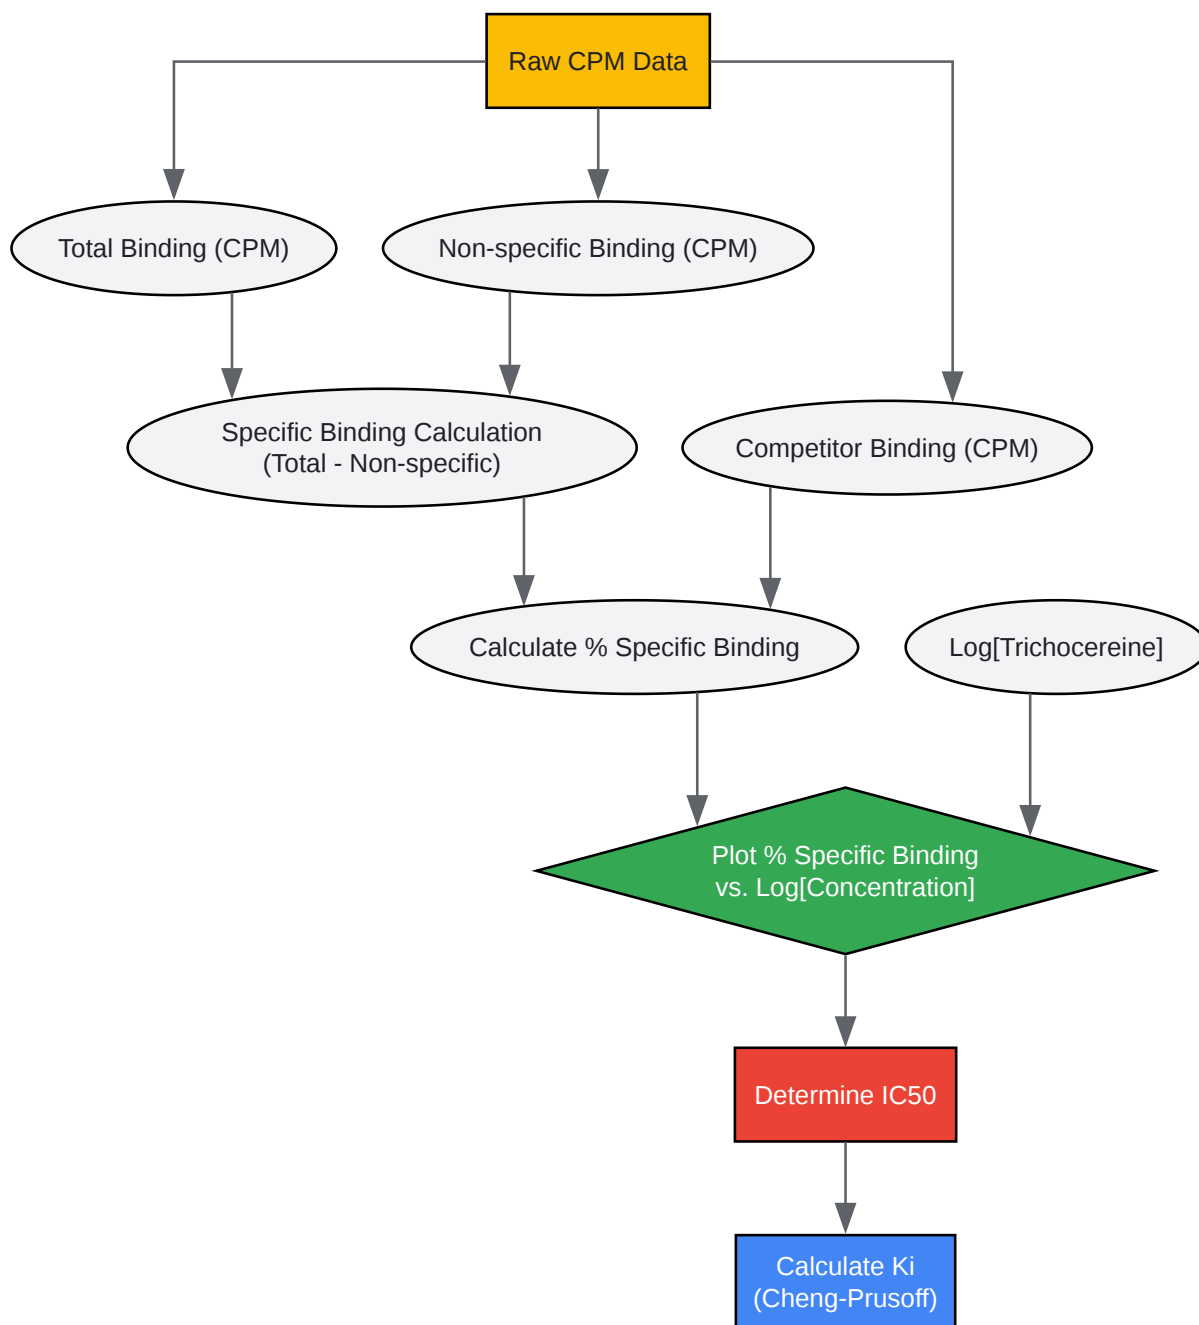 Raw CPM Data
Total Binding (CPM)
Non-specific Binding (CPM)
Specific Binding Calculation
(Total - Non-specific)
Competitor Binding (CPM)
Calculate % Specific Binding
Log[Trichocereine]
Plot % Specific Binding
vs. Log[Concentration]
Determine IC50
Calculate Ki
(Cheng-Prusoff)